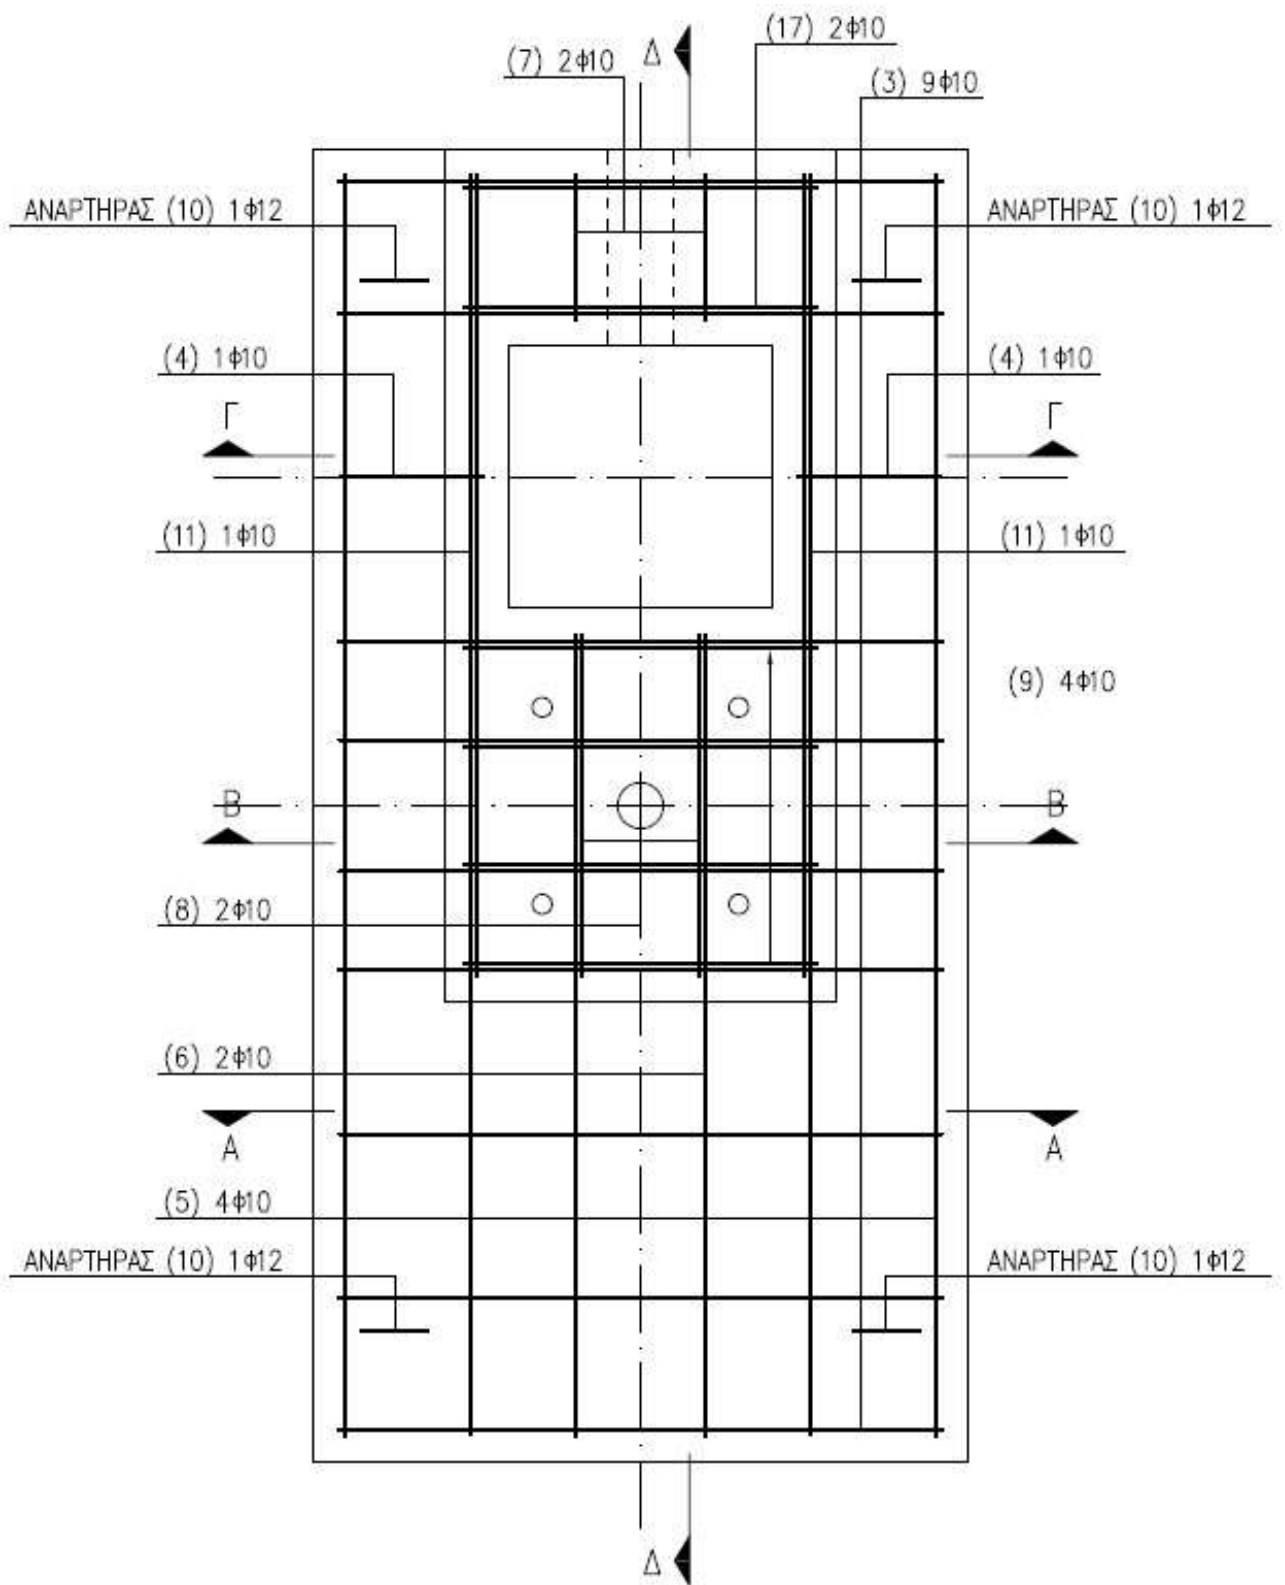 (17) 2ϕ10
Δ
(7) 2ϕ10
(3) 9ϕ10
ΑΝΑΡΤΗΡΑΣ (10) 1ϕ12
ΑΝΑΡΤΗΡΑΣ (10) 1ϕ12
(4) 1ϕ10
(4) 1ϕ10
Γ
Γ
(11) 1ϕ10
(11) 1ϕ10
(9) 4ϕ10
Β
Β
(8) 2ϕ10
(6) 2ϕ10
Α
Α
(5) 4ϕ10
ΑΝΑΡΤΗΡΑΣ (10) 1ϕ12
ΑΝΑΡΤΗΡΑΣ (10) 1ϕ12
Δ